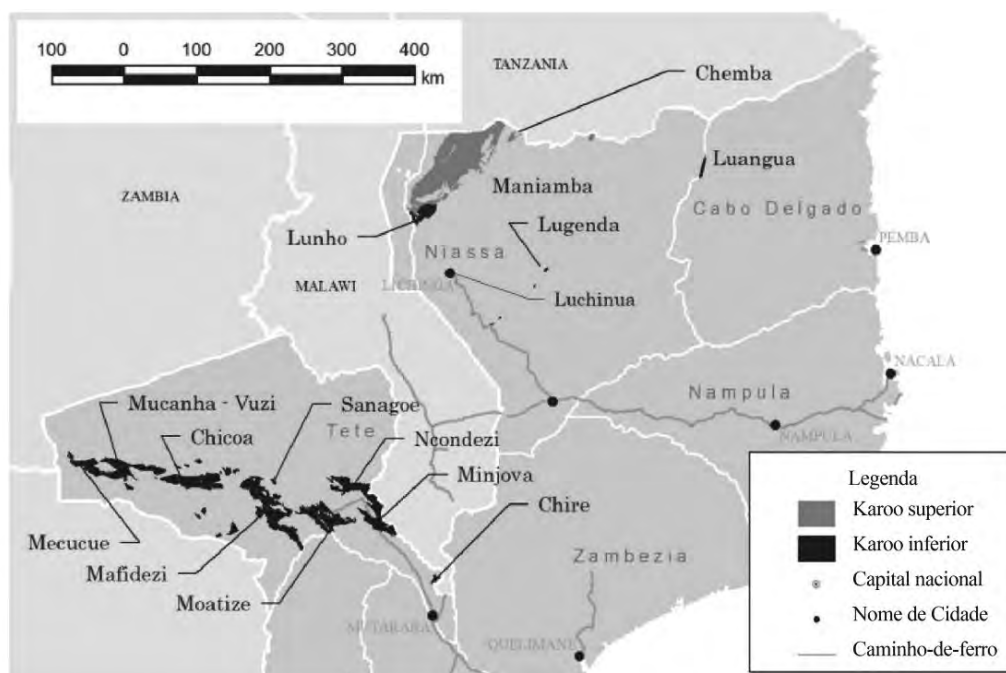 100 0 100 200 300 400
km
TANZANIA
Chemba
ZAMBIA
Maniamba
Luangua
Cabo Delgado
Lunho
Lugenda
PEMBA
Niassa
MALAWI
LICHINGA
Luchinua
NACALA
Mucanha - Vuzi
Sanagoe
Nampula
Chicoa
Tete
Ncondezi
NAMPULA
Minjova
Chire
Mecucue
Mafidezi
Zambezia
Moatize
MUTARARA
QUELIMANE
Legenda
Karoo superior
Karoo inferior
Capital nacional
Nome de Cidade
Caminho-de-ferro